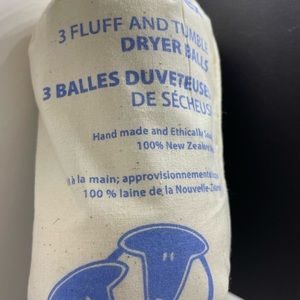 3 FLUFF AND TUMBLE
DRYER BALLS
3 BALLES DUVETEUSES
DE SÉCHEUSE
Hand made and Ethically
100% New Zealand
à la main; approvisionnement
100 % laine de la Nouvelle-